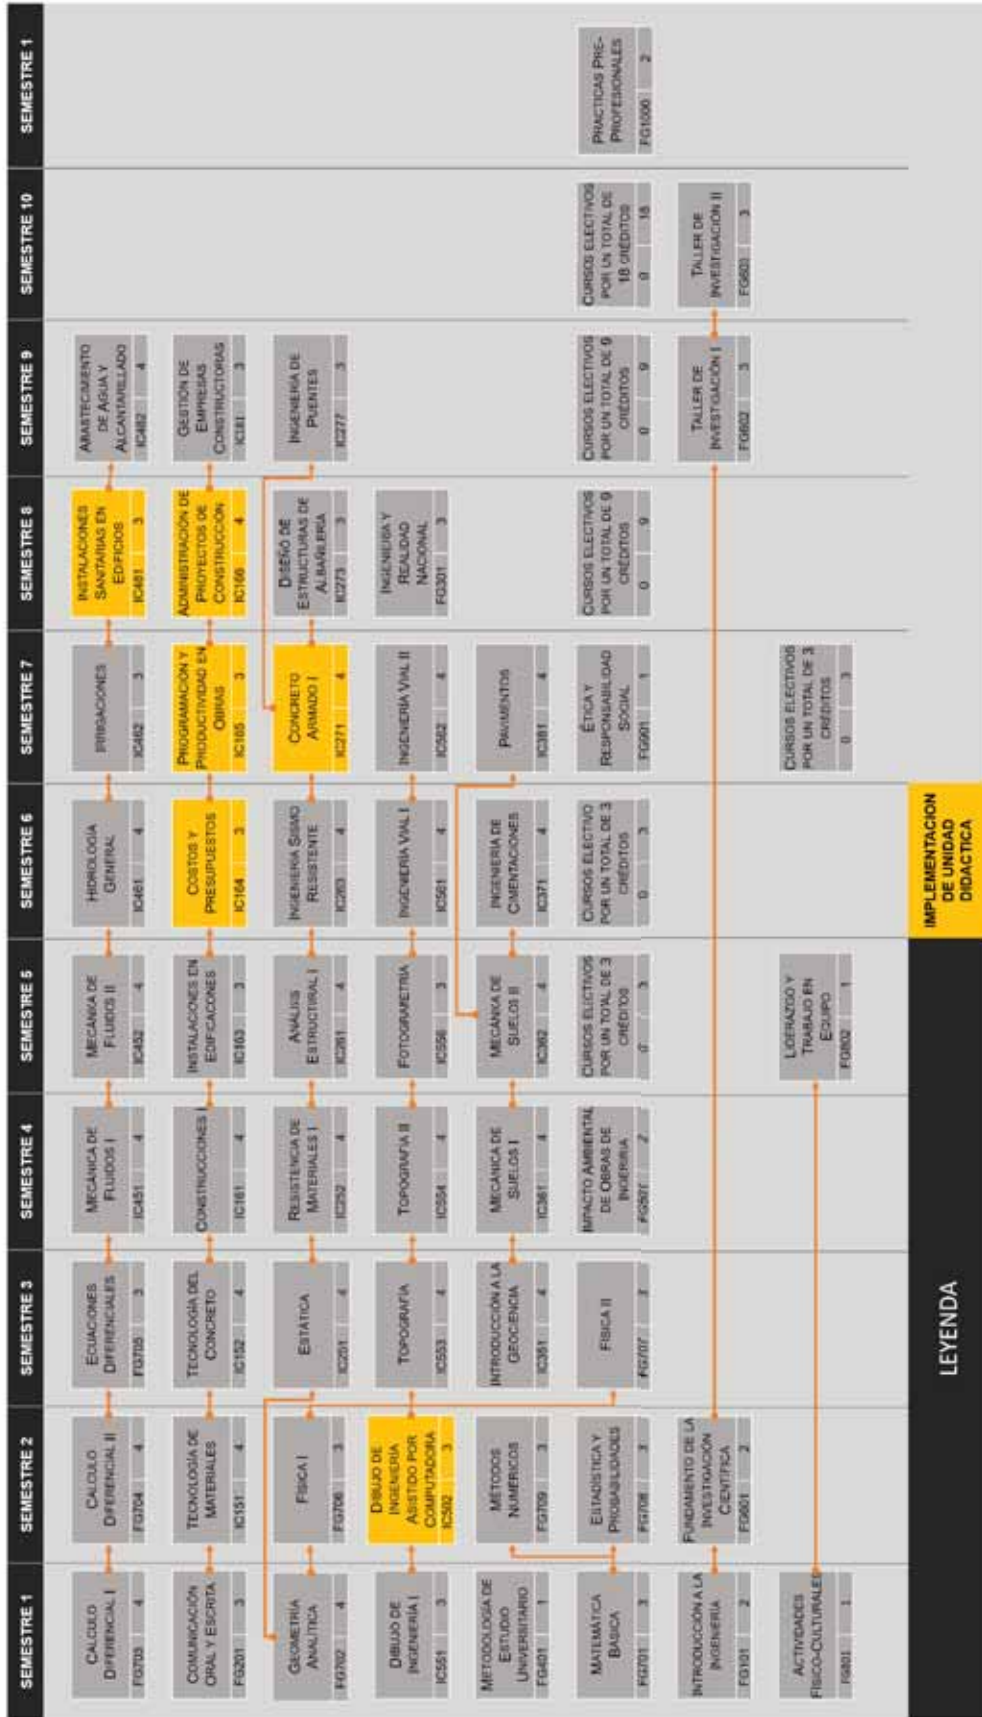 SEMESTRE 1
CALCULO
DIFERENCIAL I
FG703 4
COMUNICACIÓN
ORAL Y ESCRITA
FG201 3
GEOMETRÍA
ANALÍTICA
FG702 4
DIBUJO DE
INGENIERÍA I
IC551 3
METODOLOGÍA DE
ESTUDIO
UNIVERSITARIO
FG401 1
MATEMÁTICA
BÁSICA
FG701 3
INTRODUCCIÓN A LA
INGENIERÍA
FG101 2
ACTIVIDADES
FÍSICO-CULTURALES
FG801 1
SEMESTRE 2
CALCULO
DIFERENCIAL II
FG704 4
TECNOLOGÍA DE
MATERIALES
IC151 4
FÍSICA I
FG706 3
DIBUJO DE
INGENIERÍA
ASISTIDO POR
COMPUTADORA
IC502 3
MÉTODOS
NUMÉRICOS
FG709 3
ESTADÍSTICA Y
PROBABILIDADES
FG708 3
FUNDAMENTO DE LA
INVESTIGACIÓN
CIENTÍFICA
FG601 2
SEMESTRE 3
ECUACIONES
DIFERENCIALES
FG705 3
TECNOLOGÍA DEL
CONCRETO
IC152 4
ESTÁTICA
IC251 4
TOPOGRAFÍA
IC553 4
INTRODUCCIÓN A LA
GEOCIENCIA
IC351 4
FÍSICA II
FG707 3
SEMESTRE 4
MECÁNICA DE
FLUIDOS I
IC451 4
CONSTRUCCIONES I
IC161 4
RESISTENCIA DE
MATERIALES I
IC252 4
TOPOGRAFÍA II
IC554 4
MECÁNICA DE
SUELOS I
IC361 4
IMPACTO AMBIENTAL
DE OBRAS DE
INGERIRIA
FG501 2
SEMESTRE 5
MECÁNICA DE
FLUIDOS II
IC452 4
INSTALACIONES EN
EDIFICACONES
IC163 3
ANÁLISIS
ESTRUCTURAL I
IC261 4
FOTOGRAMETRÍA
IC556 3
MECÁNICA DE
SUELOS II
IC362 4
CURSOS ELECTIVOS
POR UN TOTAL DE 3
CRÉDITOS
0 3
LIDERAZGO Y
TRABAJO EN
EQUIPO
FG802 1
SEMESTRE 6
HIDROLOGÍA
GENERAL
IC461 4
COSTOS Y
PRESUPUESTOS
IC164 3
INGENIERÍA SISMO
RESISTENTE
IC263 4
INGENIERÍA VIAL I
IC561 4
INGENIERÍA DE
CIMENTACIONES
IC371 4
CURSOS ELECTIVO
POR UN TOTAL DE 3
CRÉDITOS
0 3
SEMESTRE 7
IRRIGACIONES
IC462 3
PROGRAMACIÓN Y
PRODUCTIVIDAD EN
OBRAS
IC165 3
CONCRETO
ARMADO I
IC271 4
INGENIERÍA VIAL II
IC562 4
PAVIMENTOS
IC381 4
ÉTICA Y
RESPONSABILIDAD
SOCIAL
FG901 1
CURSOS ELECTIVOS
POR UN TOTAL DE 3
CRÉDITOS
0 3
SEMESTRE 8
INSTALACIONES
SANITARIAS EN
EDIFICIOS
IC481 3
ADMINISTRACIÓN DE
PROYECTOS DE
CONSTRUCCIÓN
IC166 4
DISEÑO DE
ESTRUCTURAS DE
ALBAÑILERÍA
IC273 3
INGENIERIA Y
REALIDAD
NACIONAL
FG301 3
CURSOS ELECTIVOS
POR UN TOTAL DE 9
CRÉDITOS
0 9
SEMESTRE 9
ABASTECIMIENTO
DE AGUA Y
ALCANTARILLADO
IC482 4
GESTIÓN DE
EMPRESAS
CONSTRUCTORAS
IC181 3
INGENIERÍA DE
PUENTES
IC277 3
CURSOS ELECTIVOS
POR UN TOTAL DE 9
CRÉDITOS
0 9
TALLER DE
INVESTIGACIÓN I
FG602 3
SEMESTRE 10
CURSOS ELECTIVOS
POR UN TOTAL DE
18 CRÉDITOS
0 18
TALLER DE
INVESTIGACIÓN II
FG603 3
SEMESTRE 1
PRACTICAS PRE-
PROFESIONALES
FG1000 2
LEYENDA
IMPLEMENTACION
DE UNIDAD
DIDACTICA